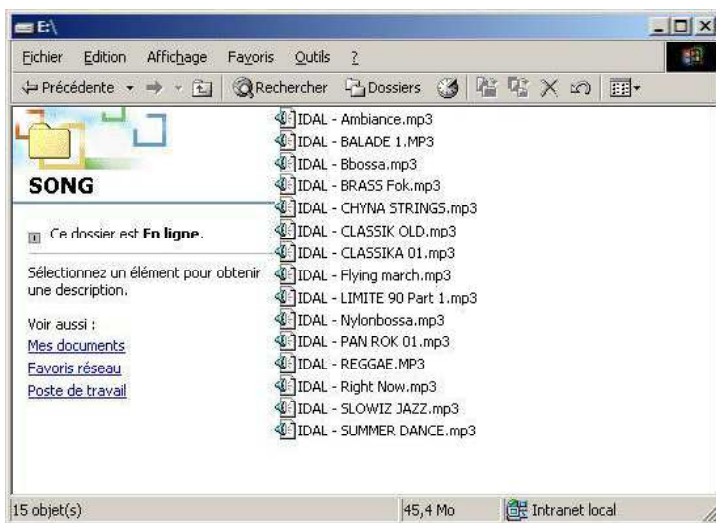 E:\
Fichier Edition Affichage Favoris Outils ?
Précédente Rechercher Dossiers
SONG
Ce dossier est En ligne.
Sélectionnez un élément pour obtenir
une description.
Voir aussi :
Mes documents
Favoris réseau
Poste de travail
IDAL - Ambiance.mp3
IDAL - BALADE 1.MP3
IDAL - Bbossa.mp3
IDAL - BRASS Fok.mp3
IDAL - CHYNA STRINGS.mp3
IDAL - CLASSIK OLD.mp3
IDAL - CLASSIKA 01.mp3
IDAL - Flying march.mp3
IDAL - LIMITE 90 Part 1.mp3
IDAL - Nylonbossa.mp3
IDAL - PAN ROK 01.mp3
IDAL - REGGAE.MP3
IDAL - Right Now.mp3
IDAL - SLOWIZ JAZZ.mp3
IDAL - SUMMER DANCE.mp3
15 objet(s) 45,4 Mo Intranet local